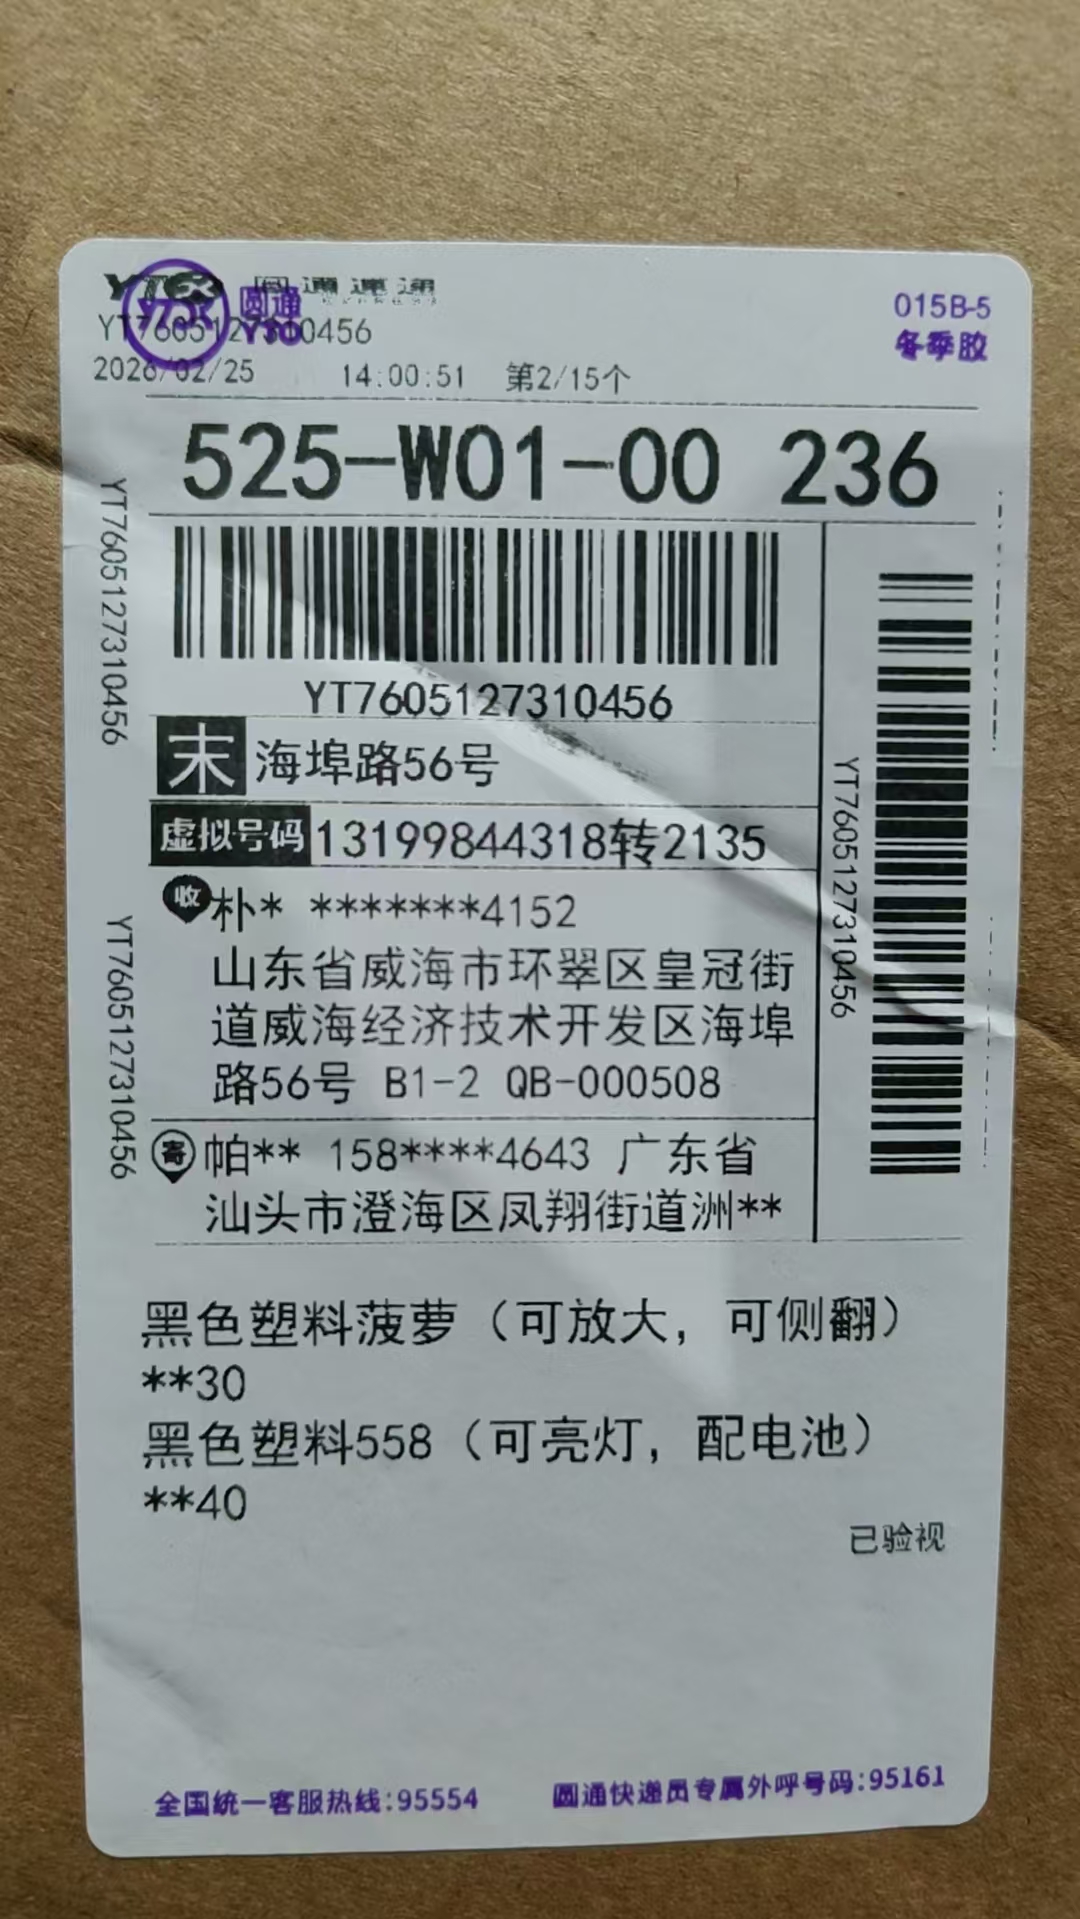 圆通速递
圆通
YTO
YT7605127310456
015B-5
冬季胶
2026/02/25 14:00:51 第2/15个
525-W01-00 236
YT7605127310456
YT7605127310456
末 海埠路56号
虚拟号码 13199844318转2135
收 朴* *******4152
山东省威海市环翠区皇冠街
道威海经济技术开发区海埠
路56号 B1-2 QB-000508
寄 帕** 158****4643 广东省
汕头市澄海区凤翔街道洲**
YT7605127310456
YT7605127310456
黑色塑料菠萝（可放大，可侧翻）
**30
黑色塑料558（可亮灯，配电池）
**40
已验视
全国统一客服热线:95554 圆通快递员专属外呼号码:95161